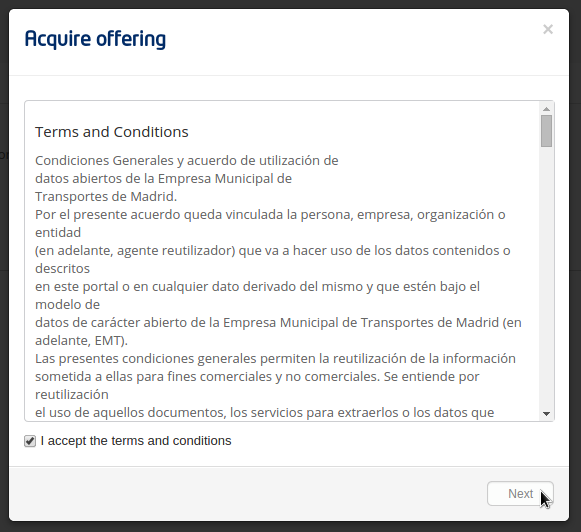 Acquire offering
×
Terms and Conditions
Condiciones Generales y acuerdo de utilización de
datos abiertos de la Empresa Municipal de
Transportes de Madrid.
Por el presente acuerdo queda vinculada la persona, empresa, organización o
entidad
(en adelante, agente reutilizador) que va a hacer uso de los datos contenidos o
descritos
en este portal o en cualquier dato derivado del mismo y que estén bajo el
modelo de
datos de carácter abierto de la Empresa Municipal de Transportes de Madrid (en
adelante, EMT).
Las presentes condiciones generales permiten la reutilización de la información
sometida a ellas para fines comerciales y no comerciales. Se entiende por
reutilización
el uso de aquellos documentos, los servicios para extraerlos o los datos que
I accept the terms and conditions
Next